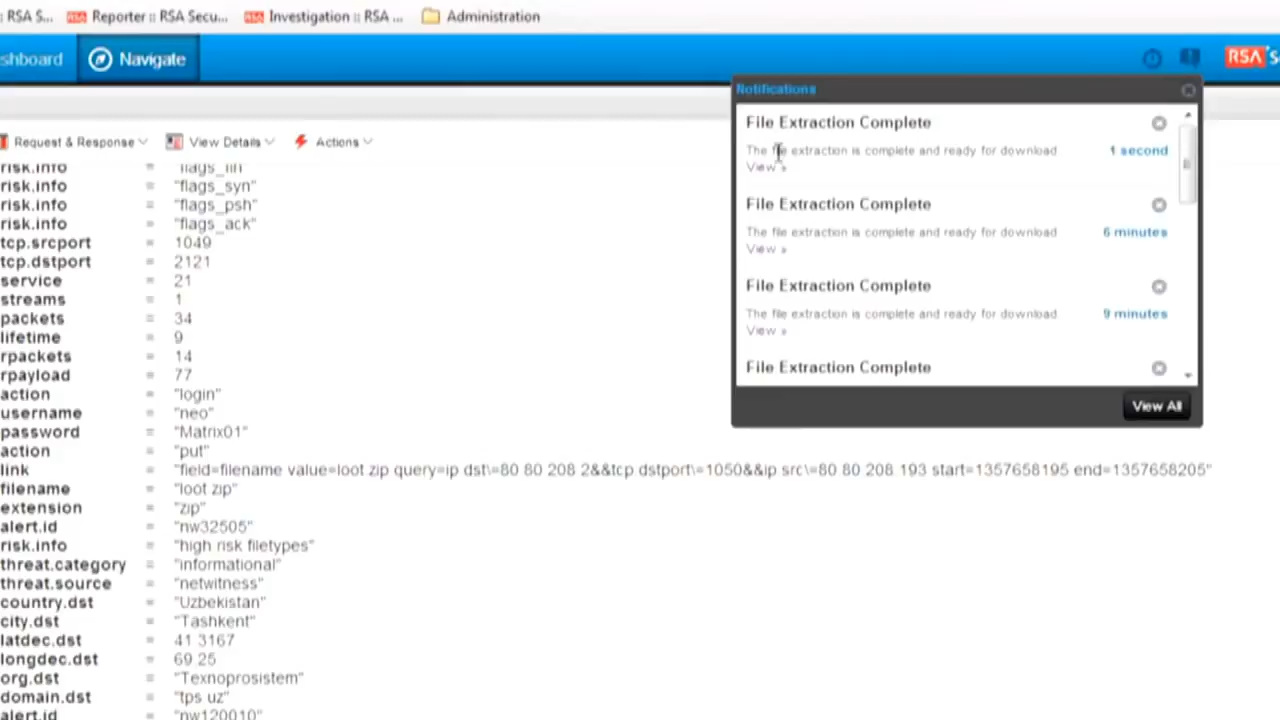 : RSA S... RSA Reporter :: RSA Secu... RSA Investigation :: RSA ... Administration
shboard Navigate RSA S
Notifications
File Extraction Complete
The file extraction is complete and ready for download 1 second
View »
File Extraction Complete
The file extraction is complete and ready for download 6 minutes
View »
File Extraction Complete
The file extraction is complete and ready for download 9 minutes
View »
File Extraction Complete
View All
Request & Response View Details Actions
risk.info = "flags_fin"
risk.info = "flags_syn"
risk.info = "flags_psh"
risk.info = "flags_ack"
tcp.srcport = 1049
tcp.dstport = 2121
service = 21
streams = 1
packets = 34
lifetime = 9
rpackets = 14
rpayload = 77
action = "login"
username = "neo"
password = "Matrix01"
action = "put"
link = "field=filename value=loot zip query=ip dst\=80 80 208 2&&tcp dstport\=1050&&ip src\=80 80 208 193 start=1357658195 end=1357658205"
filename = "loot zip"
extension = "zip"
alert.id = "nw32505"
risk.info = "high risk filetypes"
threat.category = "informational"
threat.source = "netwitness"
country.dst = "Uzbekistan"
city.dst = "Tashkent"
latdec.dst = 41 3167
longdec.dst = 69 25
org.dst = "Texnoprosistem"
domain.dst = "tps uz"
alert.id = "nw120010"